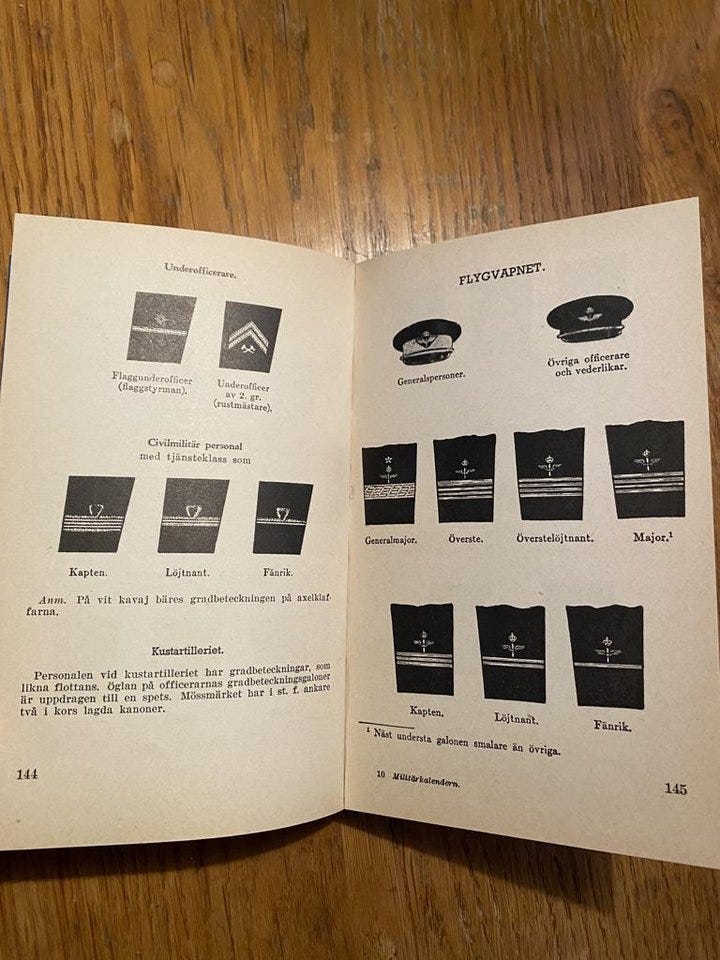 Underofficerare.
Flaggunderofficer
(flaggstyrman).
Underofficer
av 2. gr.
(rustmästare).
Civilmilitär personal
med tjänsteklass som
Kapten.
Löjtnant.
Fänrik.
Anm. På vit kavaj bäres gradbeteckningen på axelklaf-
farna.
Kustartilleriet.
Personalen vid kustartilleriet har gradbeteckningar, som
likna flottans. Öglan på officerarnas gradbeteckningsgaloner
är uppdragen till en spets. Mössmärket har i st. f. ankare
två i kors lagda kanoner.
144
FLYGVAPNET.
Generalspersoner.
Övriga officerare
och vederlikar.
Generalmajor.
Överste.
Överstelöjtnant.
Major.¹
Kapten.
Löjtnant.
Fänrik.
¹ Näst understa galonen smalare än övriga.
10 Militärkalendern.
145